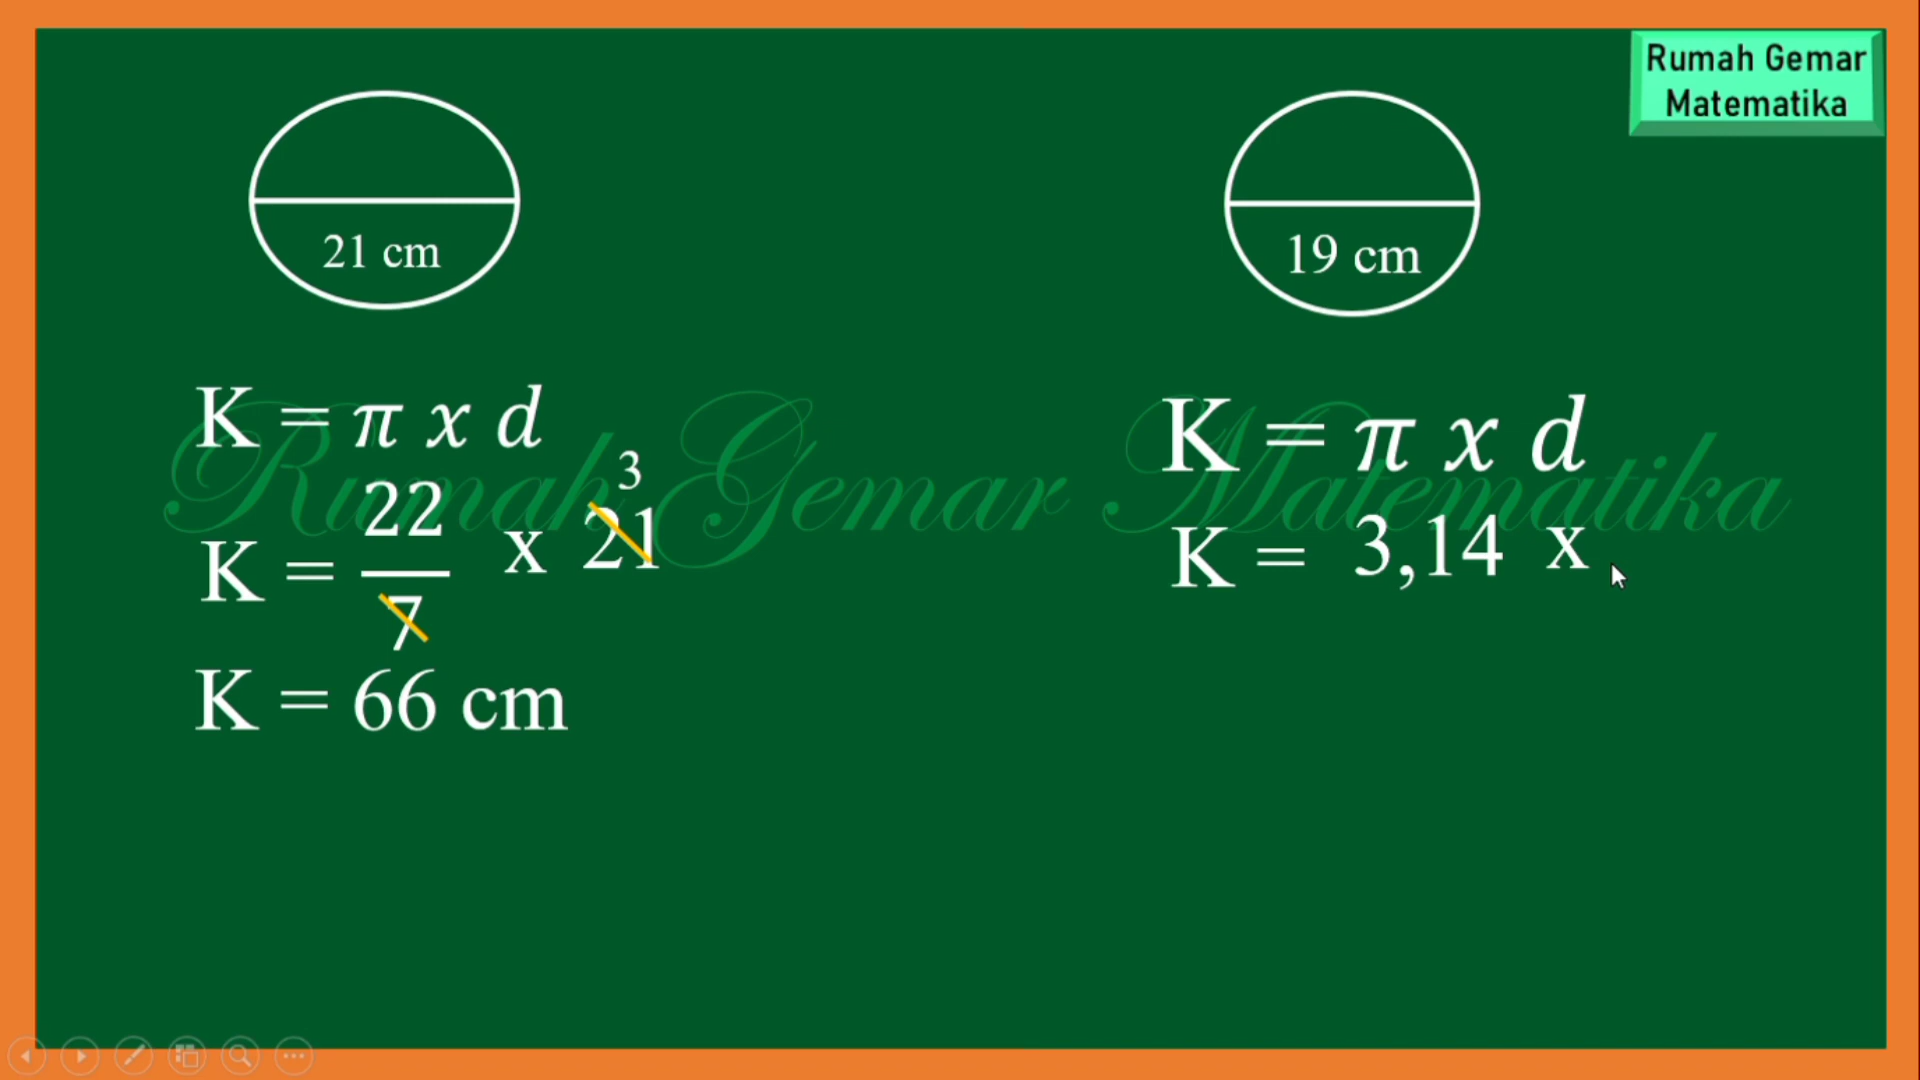 Rumah Gemar
Matematika
21 cm
K = π x d
K = 22/7 x 21
3
K = 66 cm
19 cm
K = π x d
K = 3,14 x
Rumah Gemar Matematika